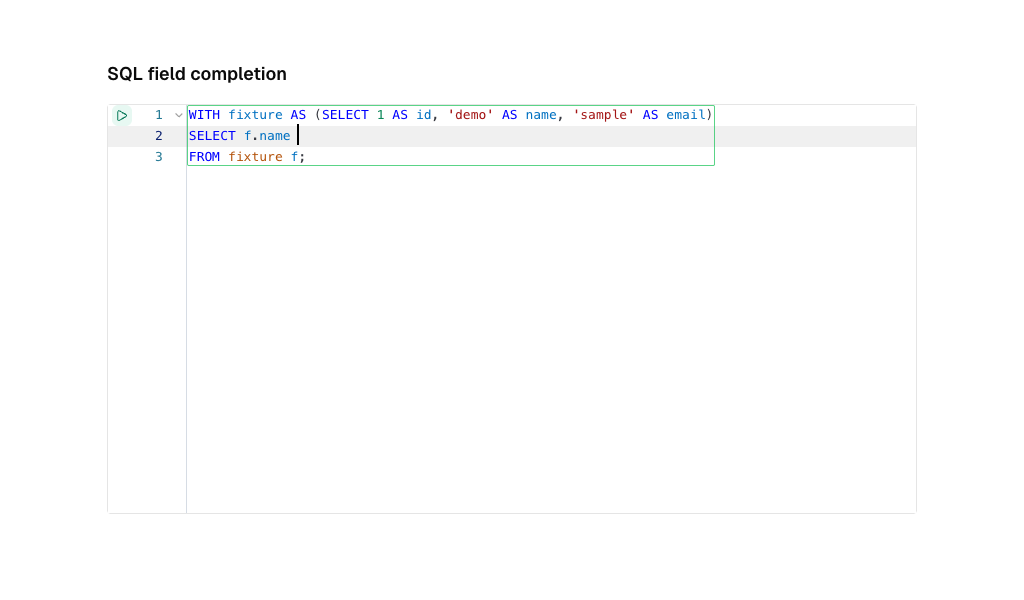 SQL field completion
1 WITH fixture AS (SELECT 1 AS id, 'demo' AS name, 'sample' AS email)
2 SELECT f.name
3 FROM fixture f;